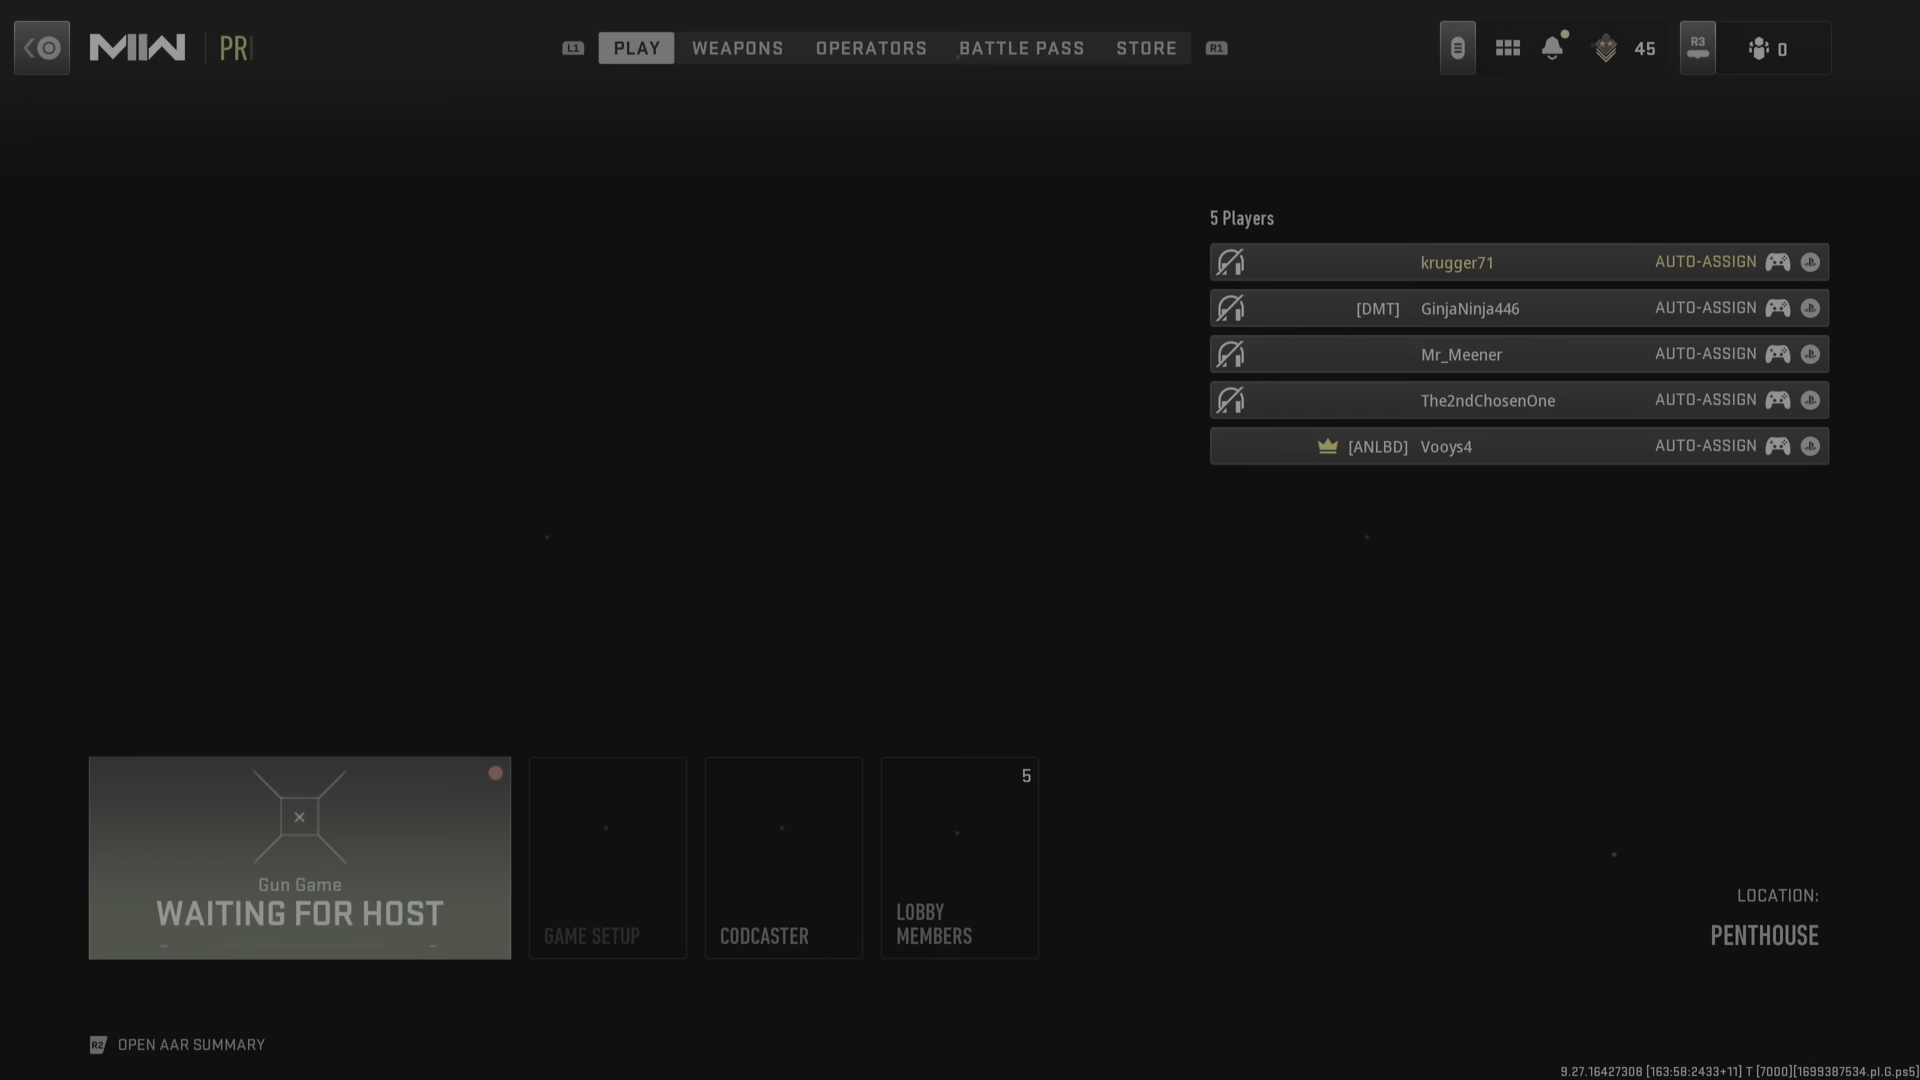 MW PR
L1 PLAY WEAPONS OPERATORS BATTLE PASS STORE R1
45 R3 0
5 Players
krugger71 AUTO-ASSIGN
[DMT] GinjaNinja446 AUTO-ASSIGN
Mr_Meener AUTO-ASSIGN
The2ndChosenOne AUTO-ASSIGN
[ANLBD] Vooys4 AUTO-ASSIGN
Gun Game
WAITING FOR HOST
GAME SETUP
CODCASTER
5
LOBBY
MEMBERS
LOCATION:
PENTHOUSE
R2 OPEN AAR SUMMARY
9.27.16427308 [163:58:2433+11] T [7000][1699387534.pl.G.ps5]